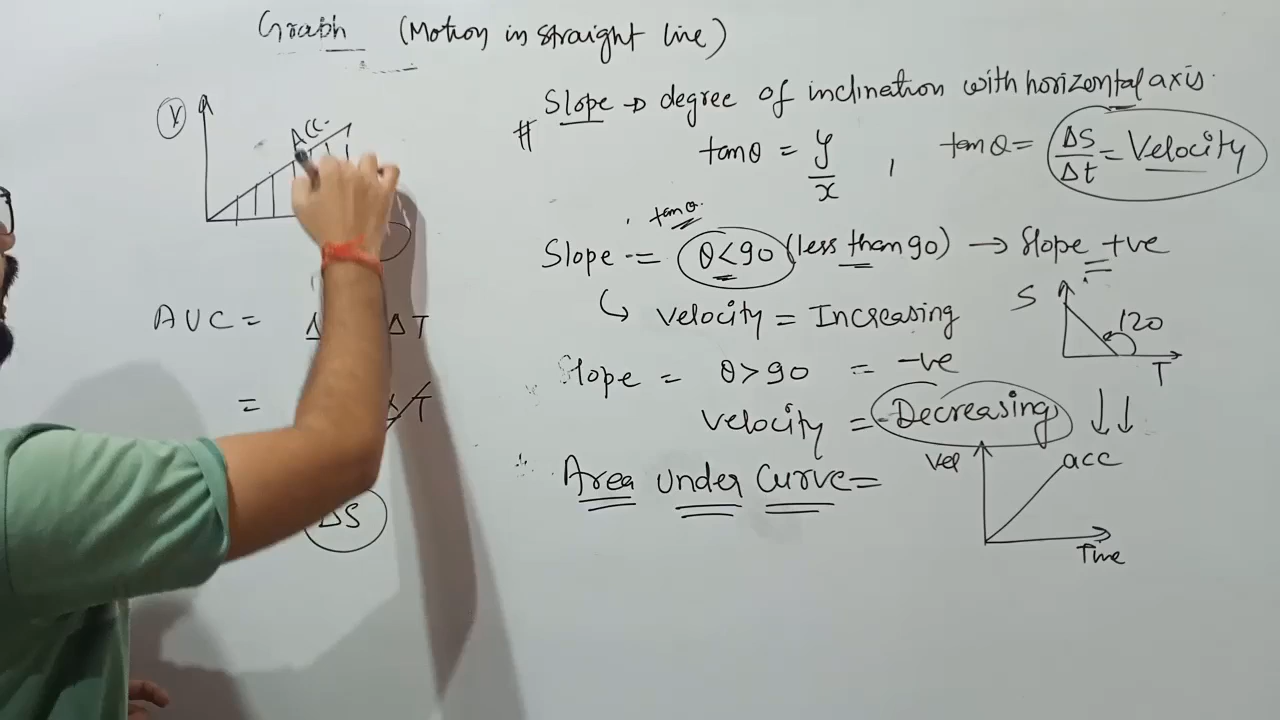 Graph (Motion in straight line)
V
ACC.
AUC = ΔT
=
ΔS
# Slope → degree of inclination with horizontal axis.
tanθ = y/x , tanθ = ΔS/Δt = Velocity
tanθ.
Slope = θ<90 (less than 90) → Slope +ve
↳ velocity = Increasing
S
120
T
Slope = θ>90 = -ve
velocity = Decreasing ↓↓
Area Under Curve =
Vel
acc
Time